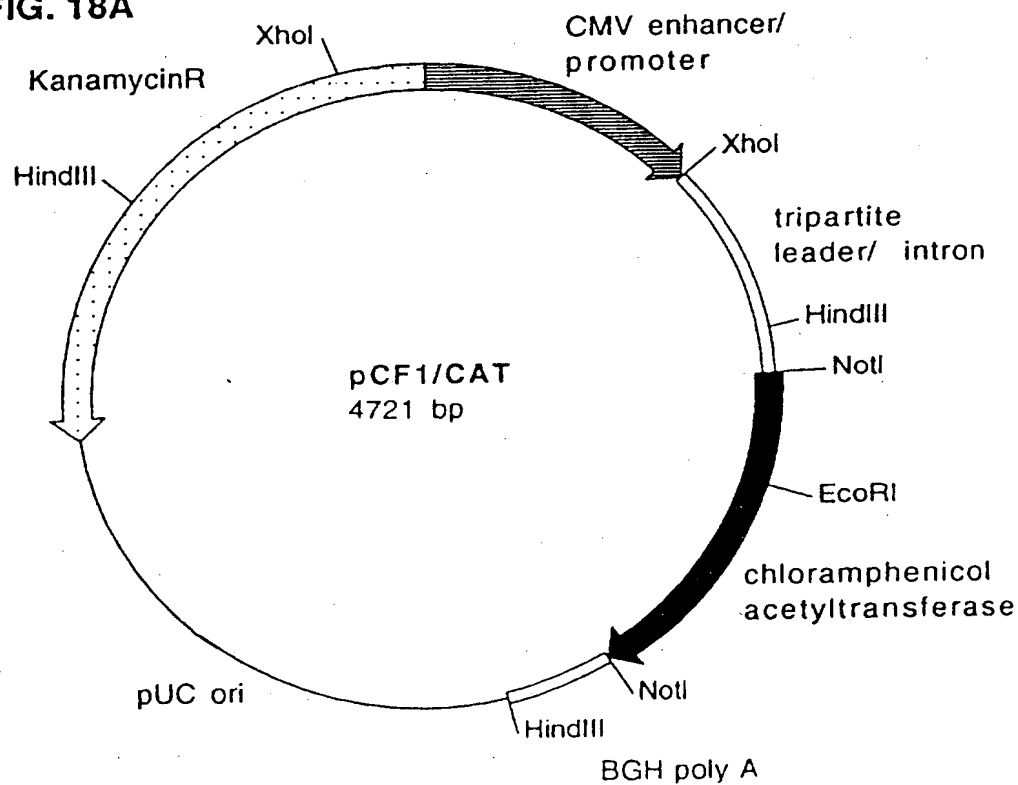 FIG. 18A
XhoI
CMV enhancer/
promoter
KanamycinR
XhoI
HindIII
tripartite
leader/ intron
HindIII
NotI
pCF1/CAT
4721 bp
EcoRI
chloramphenicol
acetyltransferase
NotI
pUC ori
HindIII
BGH poly A